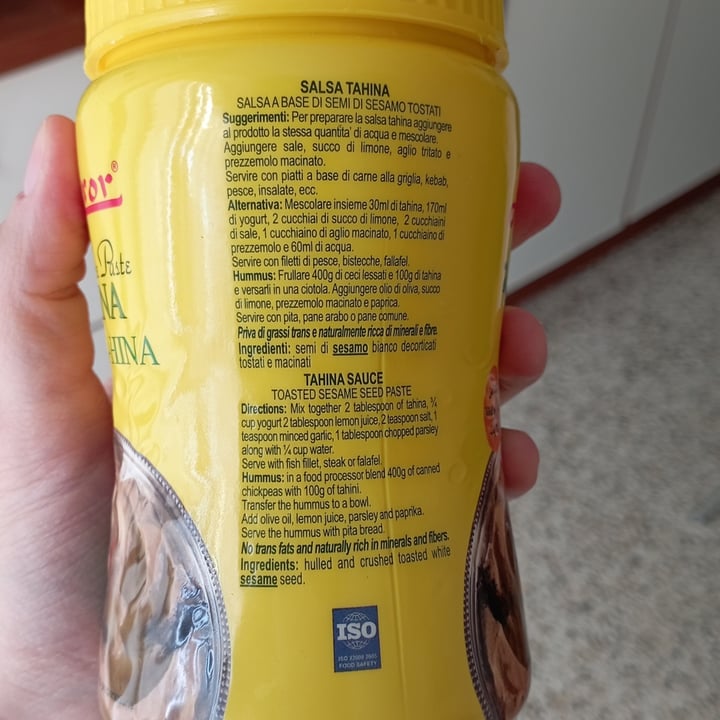 SALSA TAHINA
SALSA A BASE DI SEMI DI SESAMO TOSTATI
Suggerimenti: Per preparare la salsa tahina aggiungere
al prodotto la stessa quantita' di acqua e mescolare.
Aggiungere sale, succo di limone, aglio tritato e
prezzemolo macinato.
Servire con piatti a base di carne alla griglia, kebab,
pesce, insalate, ecc.
Alternativa: Mescolare insieme 30ml di tahina, 170ml
di yogurt, 2 cucchiai di succo di limone, 2 cucchiaini
di sale, 1 cucchiaino di aglio macinato, 1 cucchiaino di
prezzemolo e 60ml di acqua.
Servire con filetti di pesce, bistecche, fallafel.
Hummus: Frullare 400g di ceci lessati e 100g di tahina
e versarli in una ciotola. Aggiungere olio di oliva, succo
di limone, prezzemolo macinato e paprica.
Servire con pita, pane arabo o pane comune.
Priva di grassi trans e naturalmente ricca di minerali e fibre.
Ingredienti: semi di sesamo bianco decorticati
tostati e macinati
TAHINA SAUCE
TOASTED SESAME SEED PASTE
Directions: Mix together 2 tablespoon of tahina, ¾
cup yogurt 2 tablespoon lemon juice, 2 teaspoon salt, 1
teaspoon minced garlic, 1 tablespoon chopped parsley
along with ¼ cup water.
Serve with fish fillet, steak or falafel.
Hummus: in a food processor blend 400g of canned
chickpeas with 100g of tahini.
Transfer the hummus to a bowl.
Add olive oil, lemon juice, parsley and paprika.
Serve the hummus with pita bread.
No trans fats and naturally rich in minerals and fibers.
Ingredients: hulled and crushed toasted white
sesame seed.
ISO
FOOD SAFETY
ror®
Paste
NA
HINA